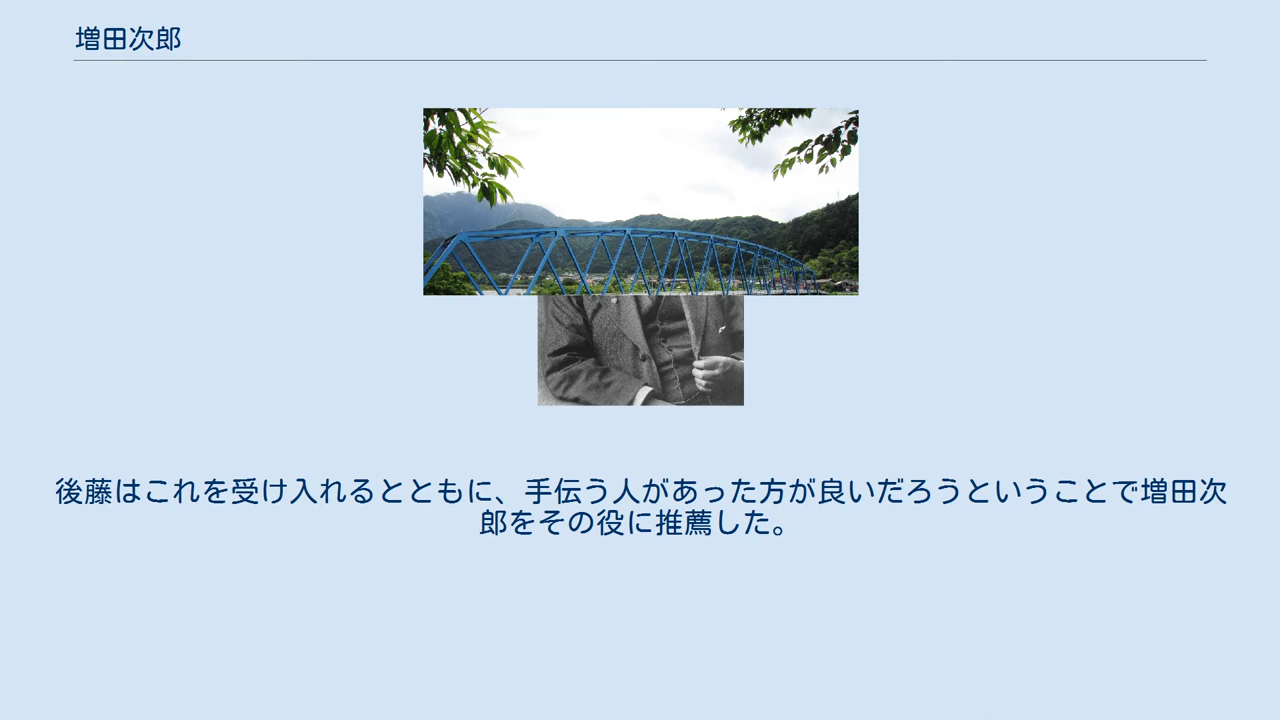 増田次郎
後藤はこれを受け入れるとともに、手伝う人があった方が良いだろうということで増田次
郎をその役に推薦した。